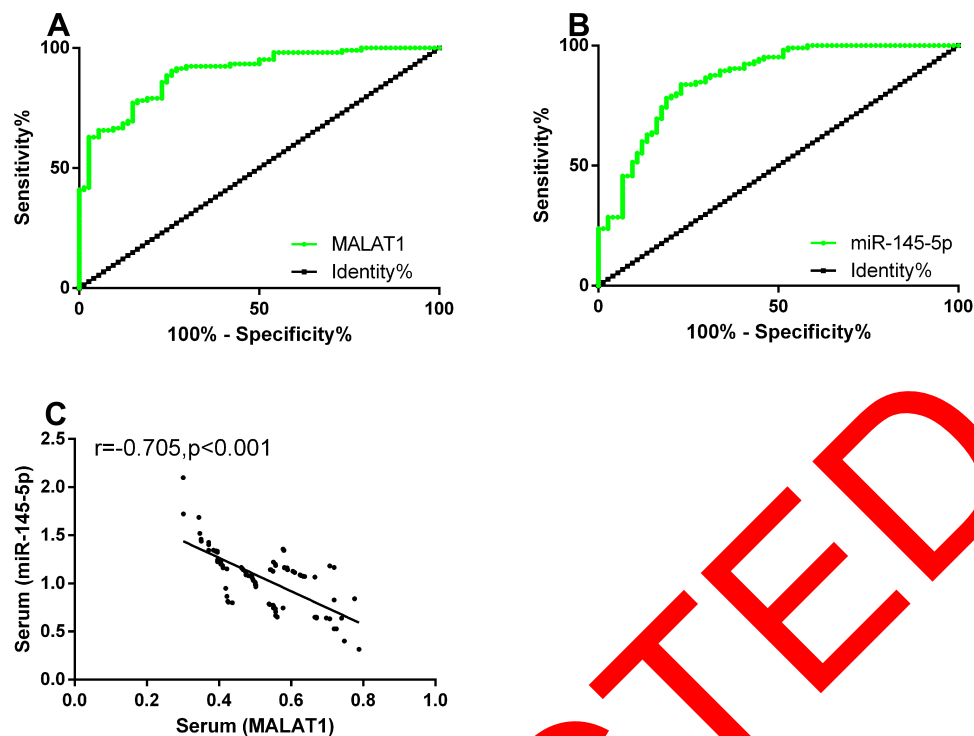 A
100
50
0
Sensitivity%
MALAT1
Identity%
0
50
100
100% - Specificity%
B
100
50
0
Sensitivity%
miR-145-5p
Identity%
0
50
100
100% - Specificity%
C
r=-0.705,p<0.001
2.5
2.0
1.5
1.0
0.5
0.0
Serum (miR-145-5p)
0.0
0.2
0.4
0.6
0.8
1.0
Serum (MALAT1)
TED